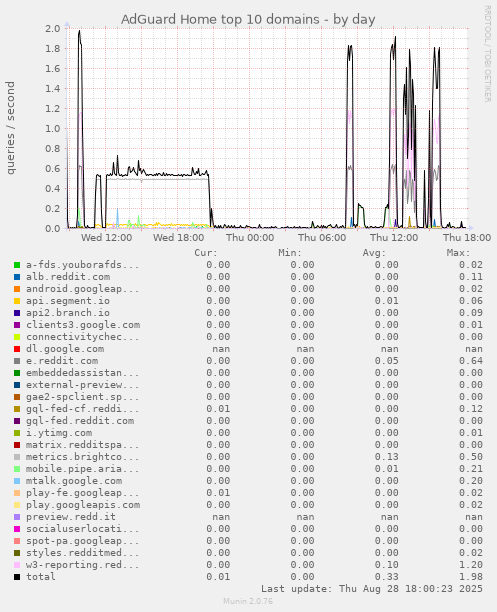 AdGuard Home top 10 domains - by day
RRDTOOL / TOBI OETIKER
queries / second
2.0
1.8
1.6
1.4
1.2
1.0
0.8
0.6
0.4
0.2
0.0
Wed 12:00 Wed 18:00 Thu 00:00 Thu 06:00 Thu 12:00 Thu 18:00
Cur: Min: Avg: Max:
a-fds.youborafds... 0.00 0.00 0.00 0.02
alb.reddit.com 0.00 0.00 0.00 0.11
android.googleap... 0.00 0.00 0.00 0.02
api.segment.io 0.00 0.00 0.01 0.06
api2.branch.io 0.00 0.00 0.00 0.09
clients3.google.com 0.00 0.00 0.00 0.01
connectivitychec... 0.00 0.00 0.00 0.00
dl.google.com nan nan nan nan
e.reddit.com 0.00 0.00 0.05 0.64
embeddedassistan... 0.00 0.00 0.00 0.00
external-preview... 0.00 0.00 0.00 0.00
gae2-spclient.sp... 0.00 0.00 0.00 0.00
gql-fed-cf.reddi... 0.01 0.00 0.00 0.12
gql-fed.reddit.com 0.00 0.00 0.00 0.00
i.ytimg.com 0.00 0.00 0.00 0.01
matrix.redditspa... 0.00 0.00 0.00 0.00
metrics.brightco... 0.00 0.00 0.13 0.50
mobile.pipe.aria... 0.00 0.00 0.01 0.21
mtalk.google.com 0.00 0.00 0.00 0.20
play-fe.googleap... 0.01 0.00 0.00 0.02
play.googleapis.com 0.00 0.00 0.00 0.02
preview.redd.it nan nan nan nan
socialuserlocati... 0.00 0.00 0.00 0.00
spot-pa.googleap... 0.00 0.00 0.00 0.00
styles.redditmed... 0.00 0.00 0.00 0.02
w3-reporting.red... 0.00 0.00 0.10 1.20
total 0.01 0.00 0.33 1.98
Last update: Thu Aug 28 18:00:23 2025
Munin 2.0.76